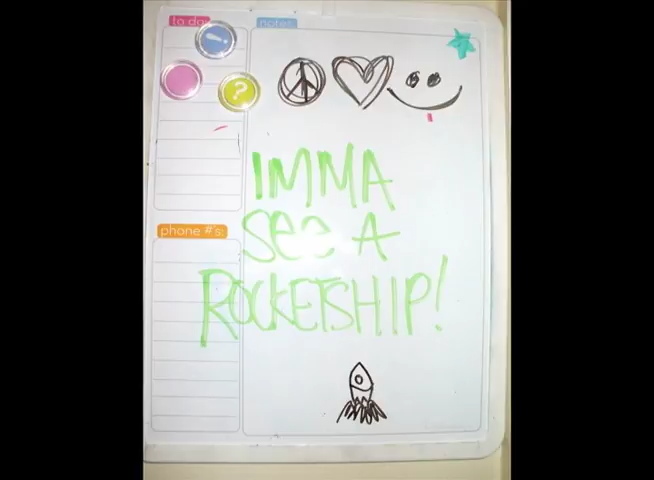 to do:
notes:
!
?
IMMA
See A
ROCKETSHIP!
phone #'s: